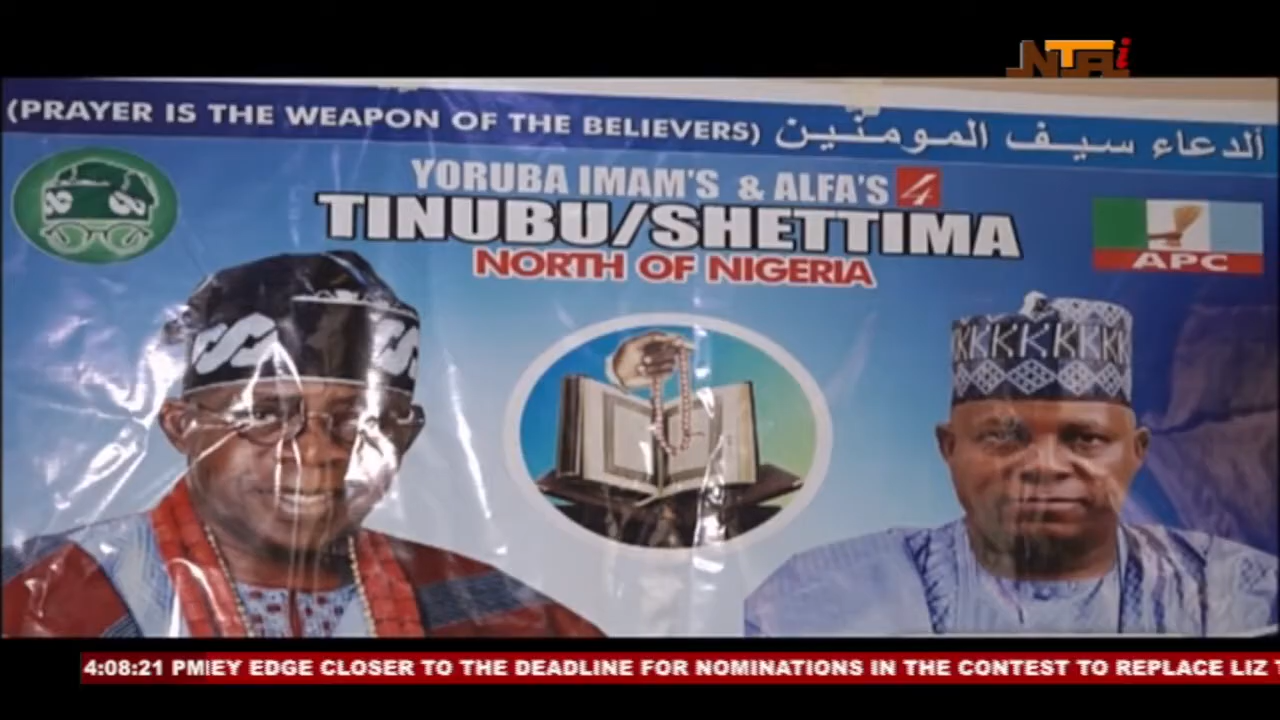 NTAi
(PRAYER IS THE WEAPON OF THE BELIEVERS) ألدعاء سيف المومنين
YORUBA IMAM'S & ALFA'S 4
TINUBU/SHETTIMA
NORTH OF NIGERIA
APC
KKKKKKK
4:08:21 PM EY EDGE CLOSER TO THE DEADLINE FOR NOMINATIONS IN THE CONTEST TO REPLACE LIZ